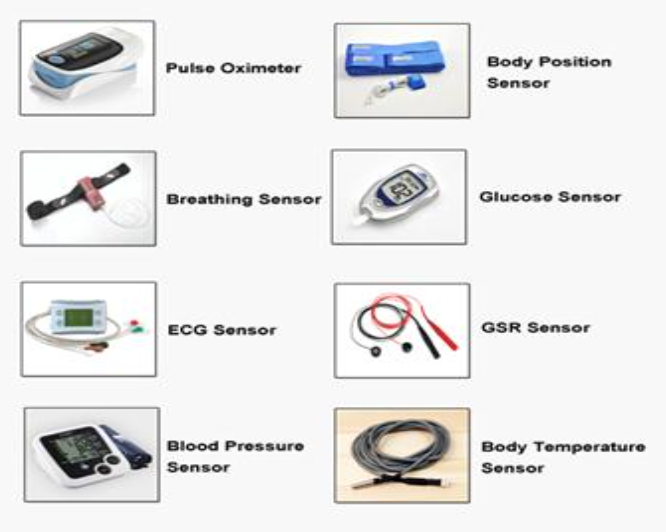 Pulse Oximeter
Body Position
Sensor
Breathing Sensor
Glucose Sensor
ECG Sensor
GSR Sensor
Blood Pressure
Sensor
Body Temperature
Sensor